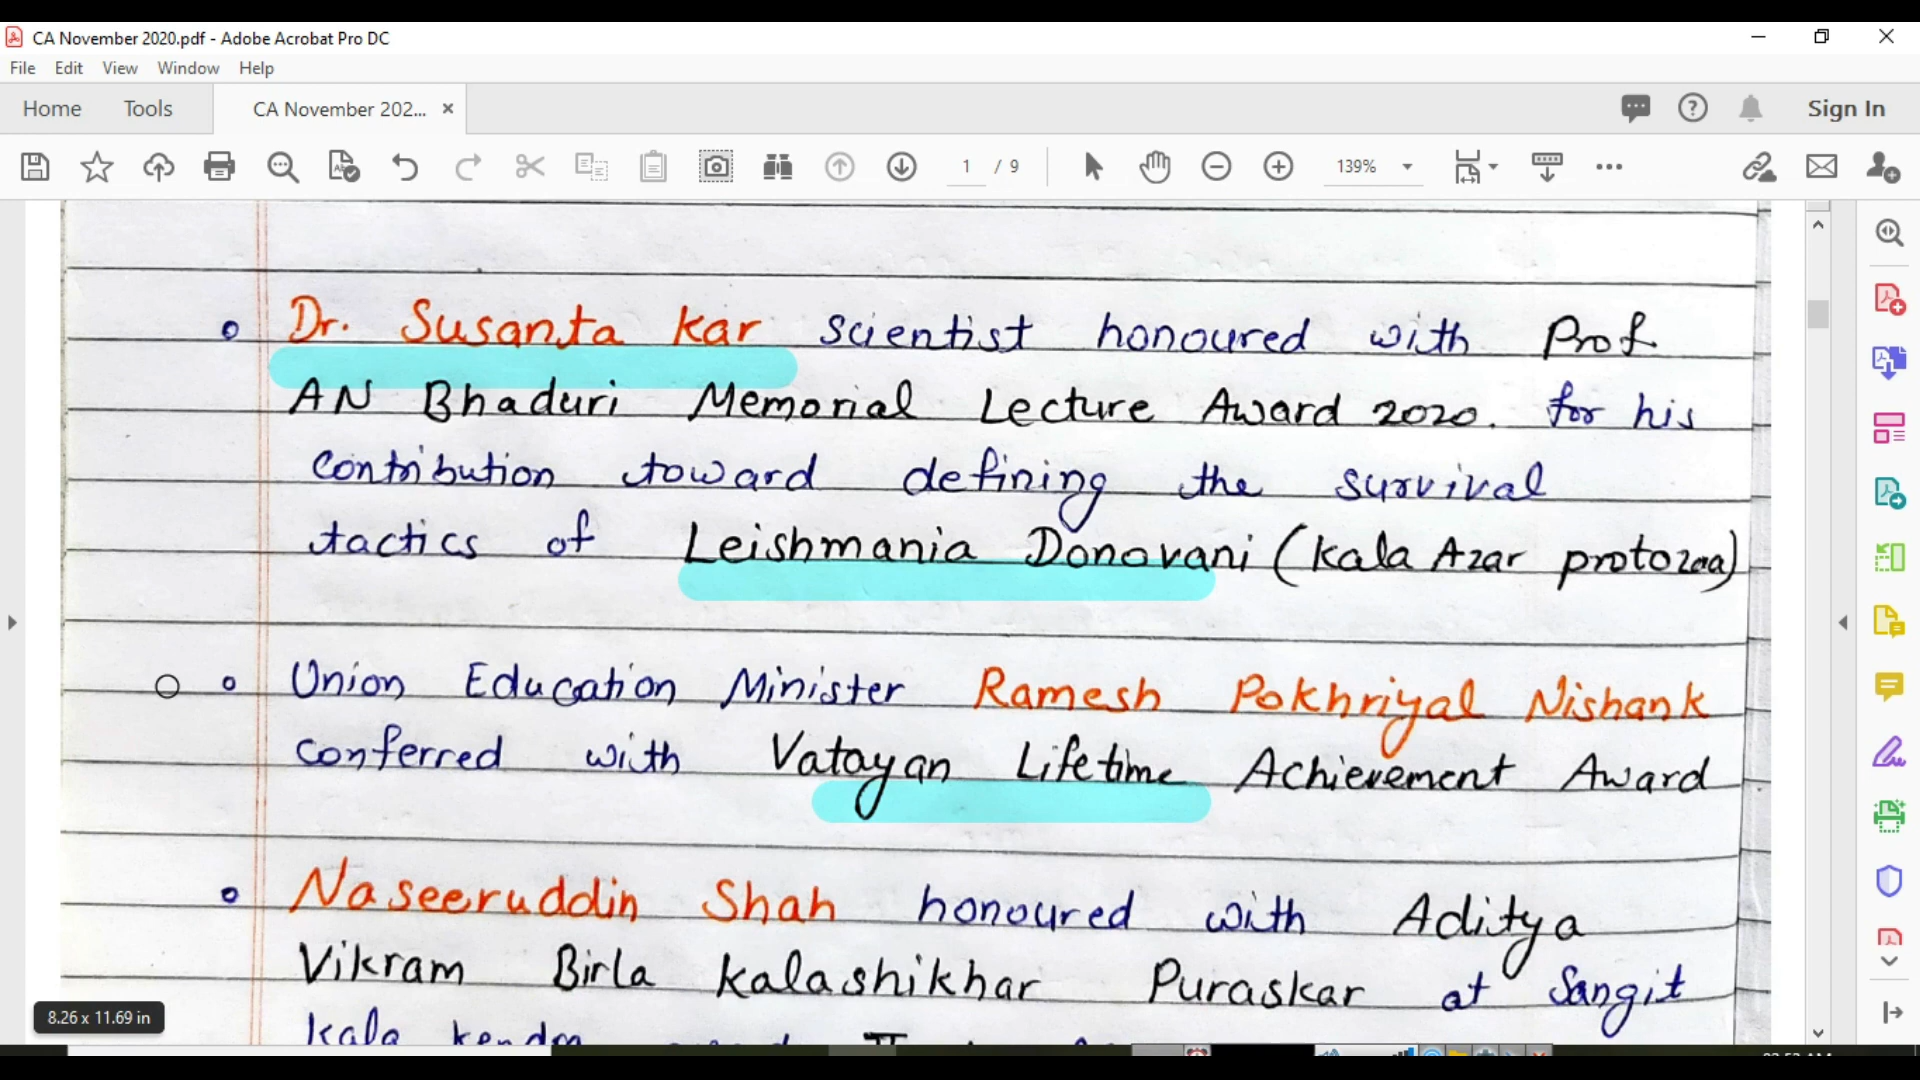 CA November 2020.pdf - Adobe Acrobat Pro DC
File Edit View Window Help
Home Tools CA November 202... × Sign In
1 / 9 139%
Dr. Susanta Kar scientist honoured with Prof.
AN Bhaduri Memorial Lecture Award 2020. for his
contribution toward defining the survival
tactics of Leishmania Donovani (Kala Azar protozoa)
Union Education Minister Ramesh Pokhriyal Nishank
conferred with Vatayan Lifetime Achievement Award
Naseeruddin Shah honoured with Aditya
Vikram Birla Kalashikhar Puraskar at Sangit
Kala Kendra
8.26 x 11.69 in